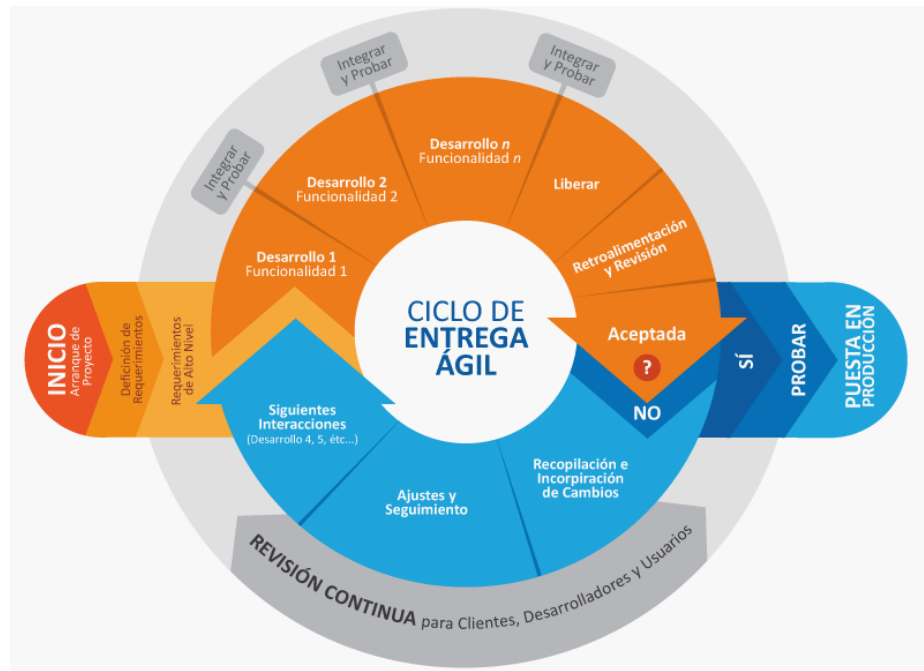 INICIO
Arranque de
Proyecto
Definición de
Requerimientos
Requerimientos
de Alto Nivel
Desarrollo 1
Funcionalidad 1
Integrar
y Probar
Desarrollo 2
Funcionalidad 2
Integrar
y Probar
Desarrollo n
Funcionalidad n
Integrar
y Probar
Liberar
Retroalimentación
y Revisión
Aceptada
?
NO
SÍ
PROBAR
PUESTA EN
PRODUCCIÓN
CICLO DE
ENTREGA
ÁGIL
Recopilación e
Incorpiración
de Cambios
Ajustes y
Seguimiento
Siguientes
Interacciones
(Desarrollo 4, 5, étc...)
REVISIÓN CONTINUA para Clientes, Desarrolladores y Usuarios